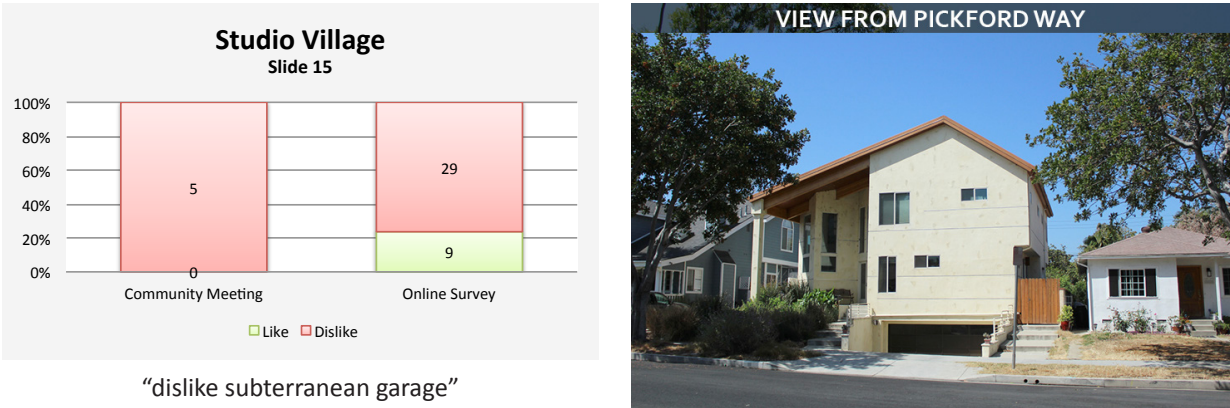 Studio Village
Slide 15
100%
80%
60%
40%
20%
0%
5
0
29
9
Community Meeting
Online Survey
Like Dislike
“dislike subterranean garage”
VIEW FROM PICKFORD WAY